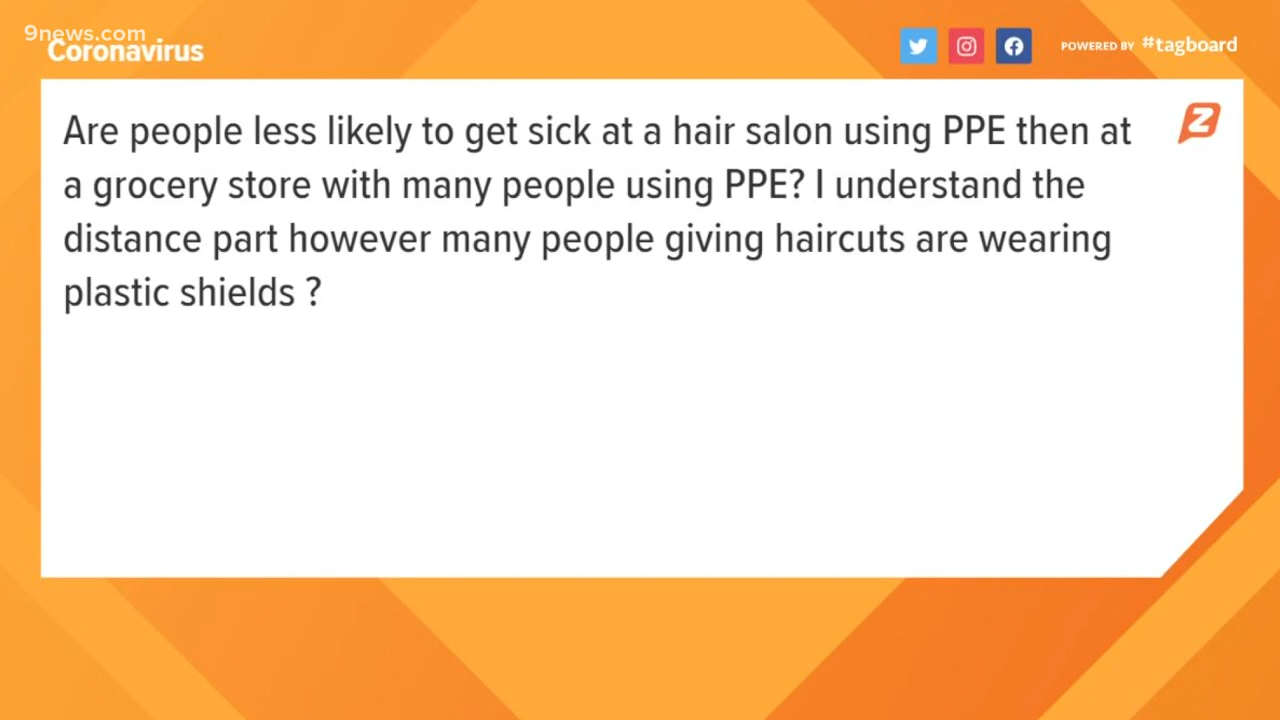 9news.com
Coronavirus
POWERED BY #tagboard
Are people less likely to get sick at a hair salon using PPE then at
a grocery store with many people using PPE? I understand the
distance part however many people giving haircuts are wearing
plastic shields ?